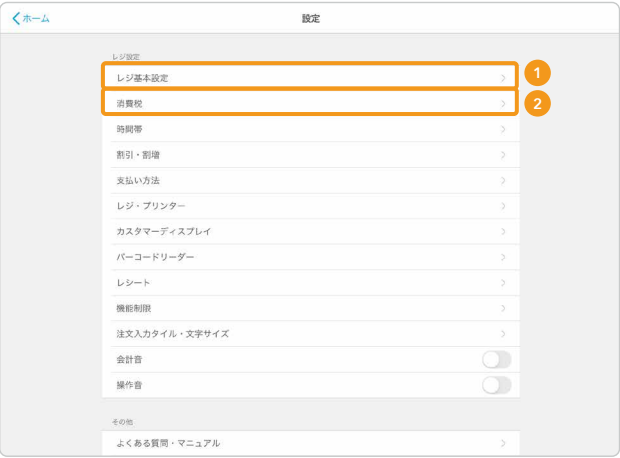 ホーム
設定
レジ設定
レジ基本設定
1
消費税
2
時間帯
割引・割増
支払い方法
レジ・プリンター
カスタマーディスプレイ
バーコードリーダー
レシート
機能制限
注文入力タイル・文字サイズ
会計音
操作音
その他
よくある質問・マニュアル